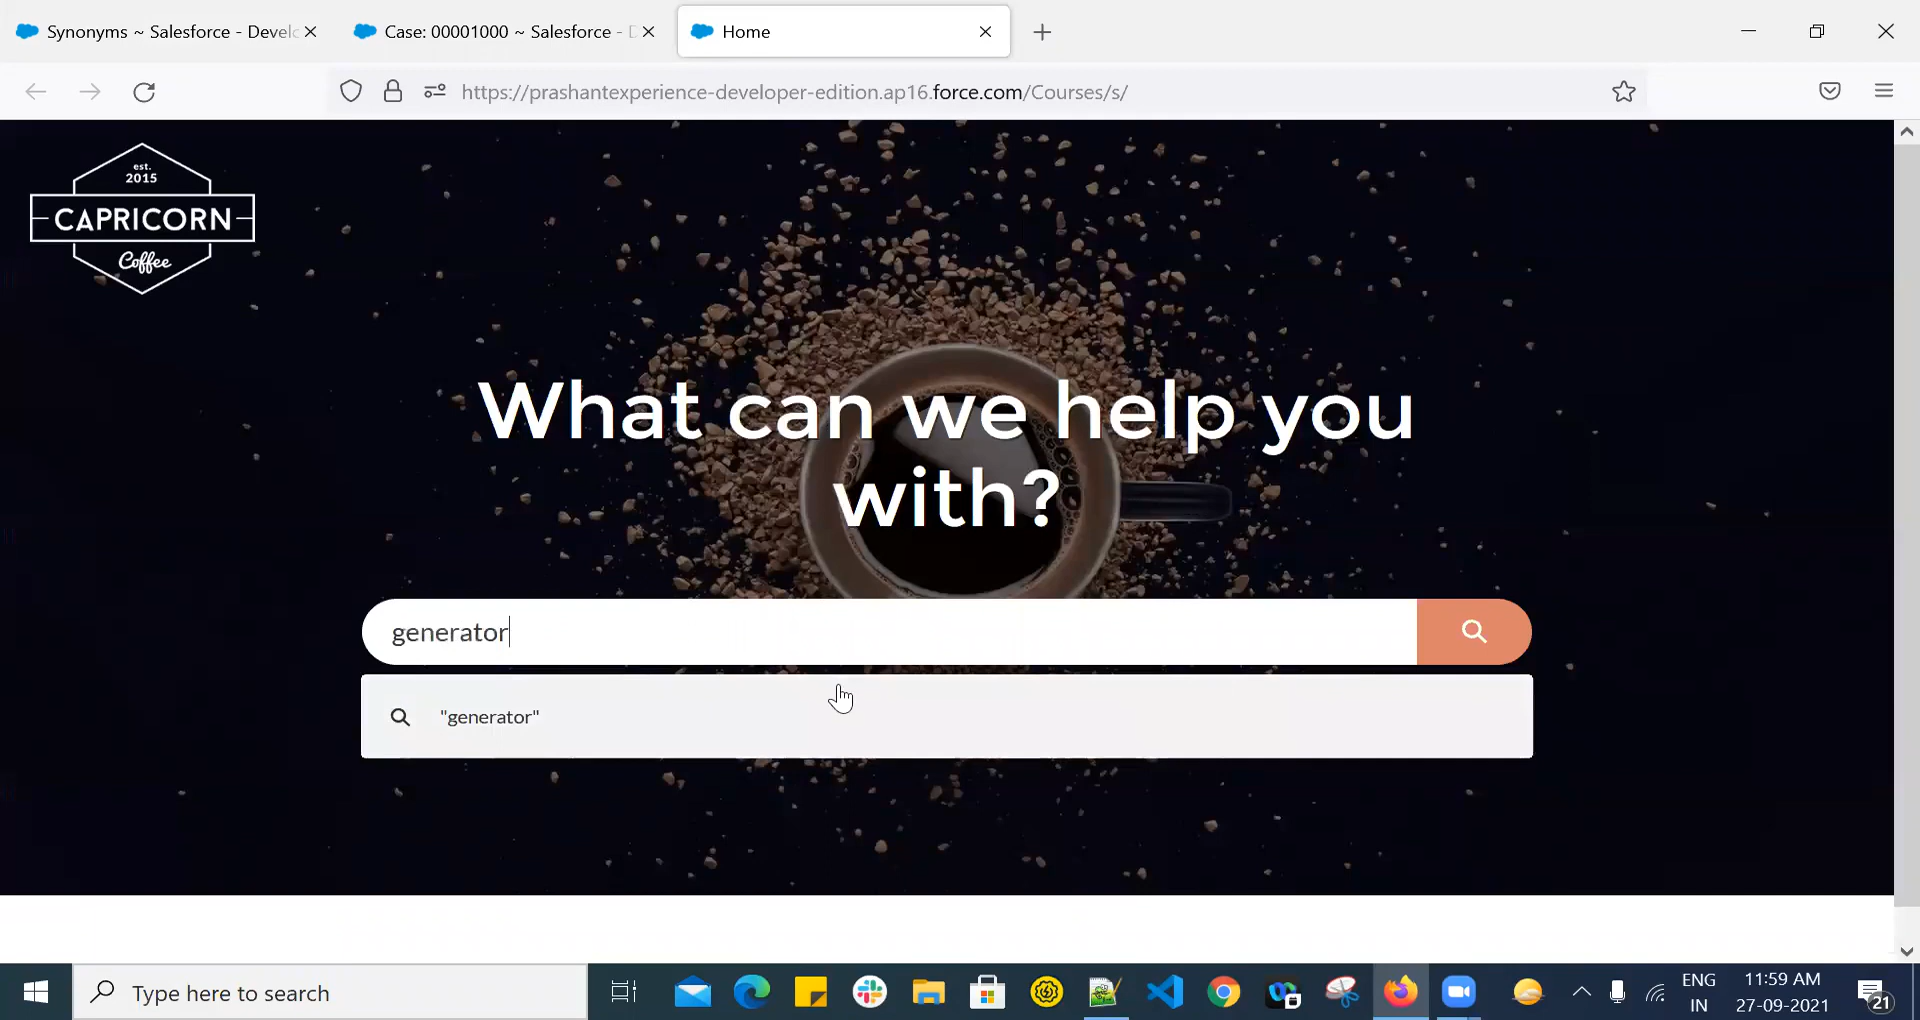 Synonyms ~ Salesforce - Develo
Case: 00001000 ~ Salesforce - D
Home
https://prashantexperience-developer-edition.ap16.force.com/Courses/s/
est.
2015
CAPRICORN
Coffee
What can we help you
with?
generator
"generator"
Type here to search
ENG
IN
11:59 AM
27-09-2021
21